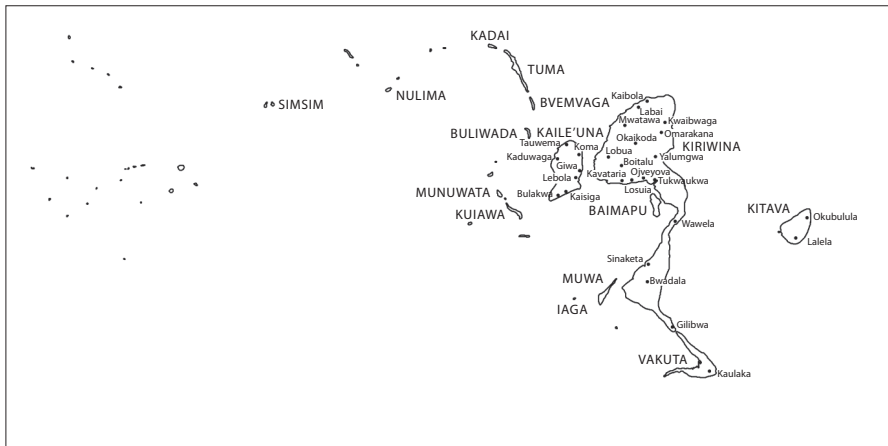 KADAI
TUMA
NULIMA
SIMSIM
BVEMVAGA
Kaibola
Labai
Mwatawa
Kwaibwaga
Omarakana
BULIWADA
KAILE'UNA
Okaikoda
KIRIWINA
Tauwema
Koma
Lobua
Yalumgwa
Kaduwaga
Giwa
Boitalu
Lebola
Kavataria
Ojveyova
Tukwaukwa
MUNUWATA
Bulakwa
Kaisiga
Losuia
KUIAWA
BAIMAPU
Wawela
KITAVA
Okubulula
Lalela
Sinaketa
MUWA
Bwadala
IAGA
Gilibwa
VAKUTA
Kaulaka